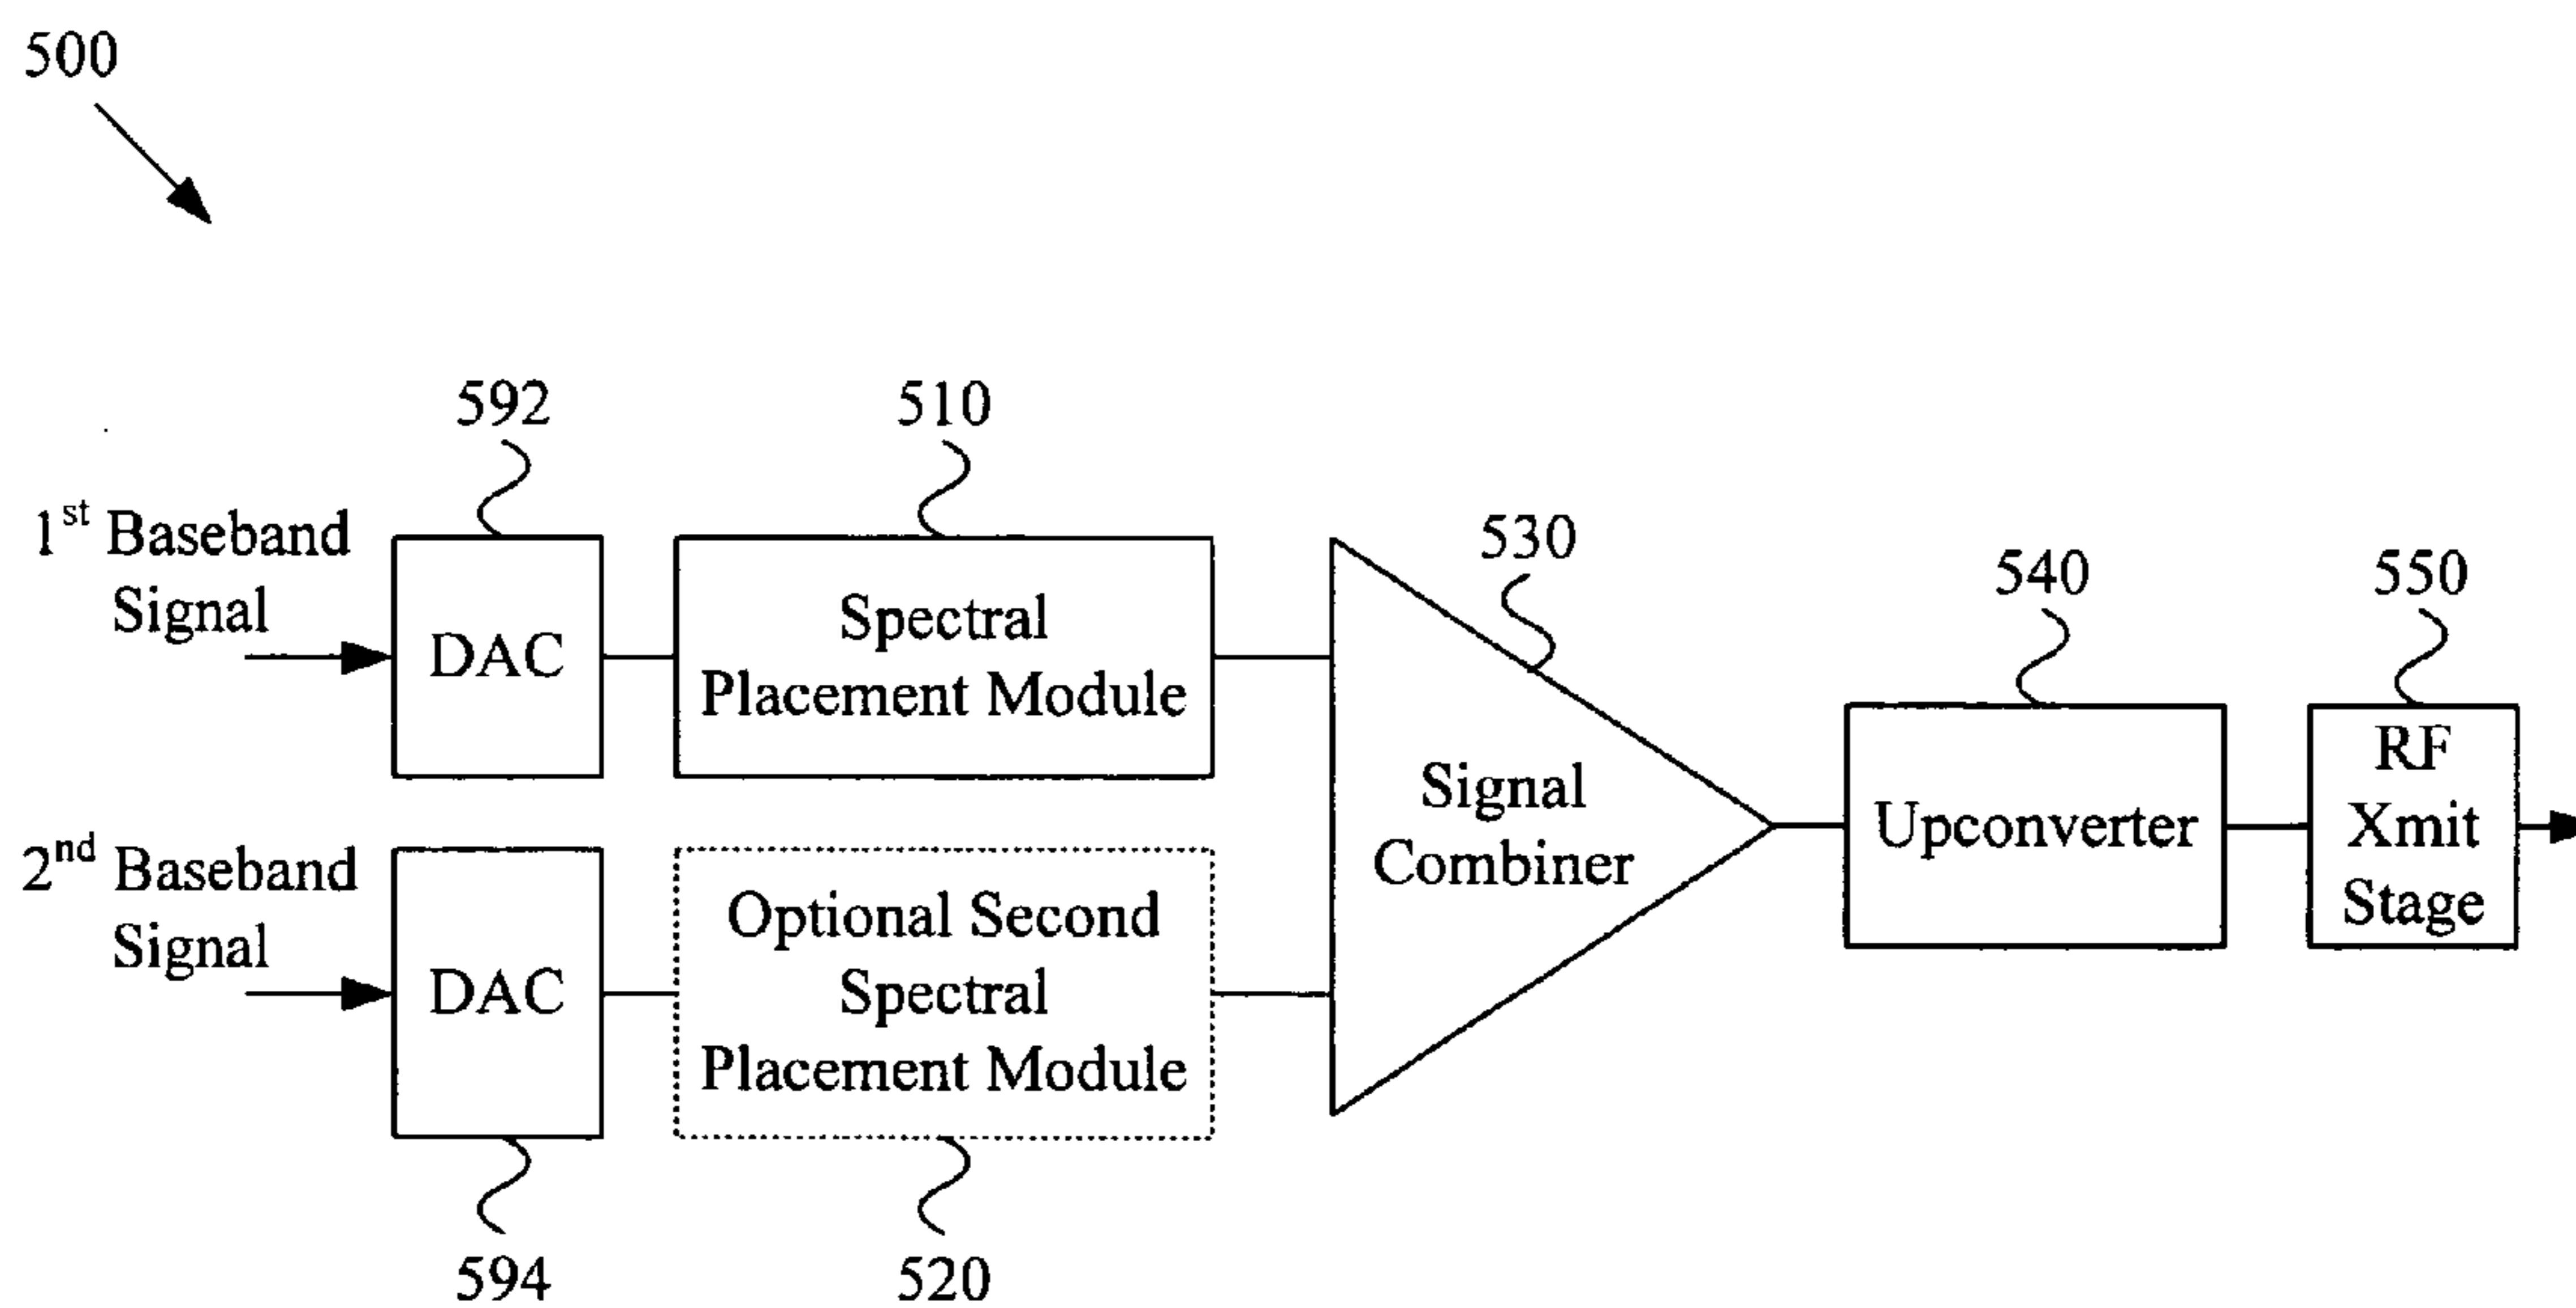 500
592
510
1st Baseband
Signal
DAC
Spectral
Placement Module
530
Signal
Combiner
540
Upconverter
550
RF
Xmit
Stage
2nd Baseband
Signal
DAC
Optional Second
Spectral
Placement Module
594
520